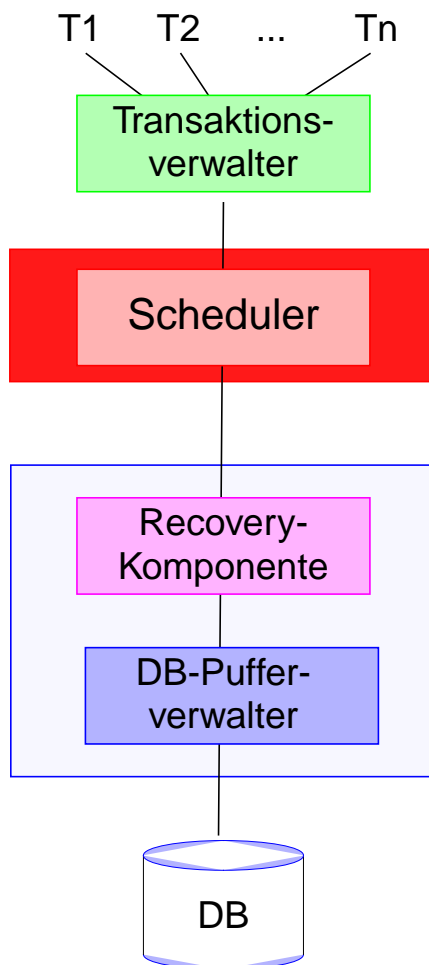 T1 T2 ... Tn
Transaktions-
verwalter
Scheduler
Recovery-
Komponente
DB-Puffer-
verwalter
DB